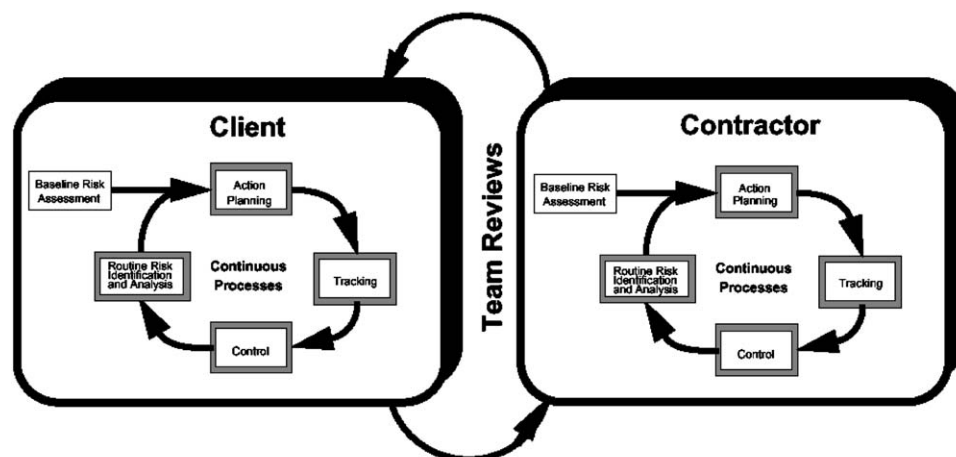 Client
Baseline Risk
Assessment
Action
Planning
Routine Risk
Identification
and Analysis
Continuous
Processes
Tracking
Control
Team Reviews
Contractor
Baseline Risk
Assessment
Action
Planning
Routine Risk
Identification
and Analysis
Continuous
Processes
Tracking
Control